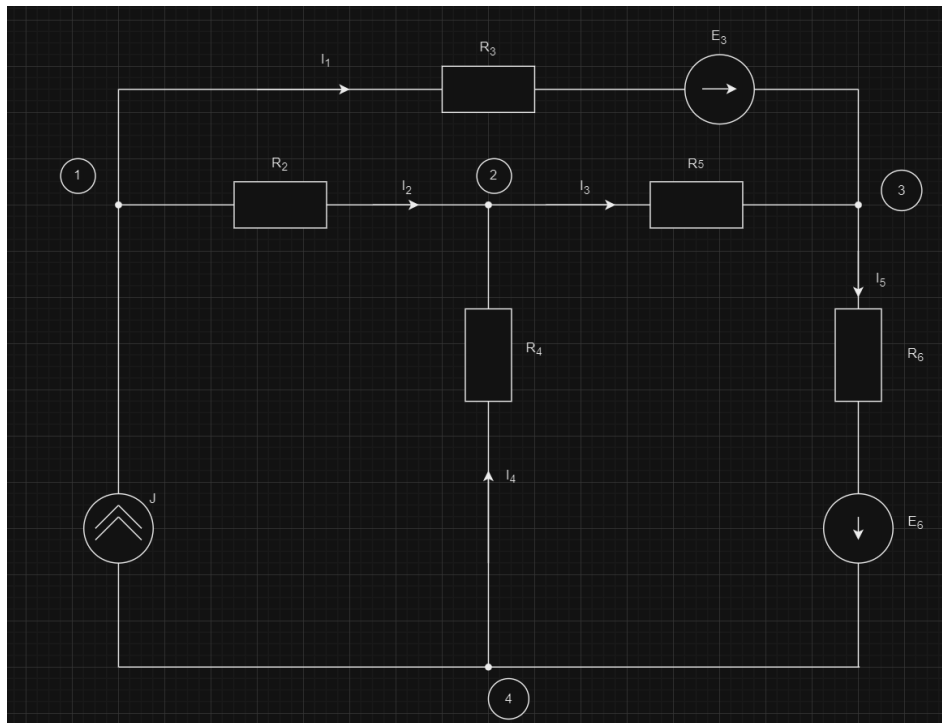 E₃
R₃
I₁
R₂
1
2
R5
3
I₂
I₃
I₅
R₄
R₆
I₄
J
E₆
4